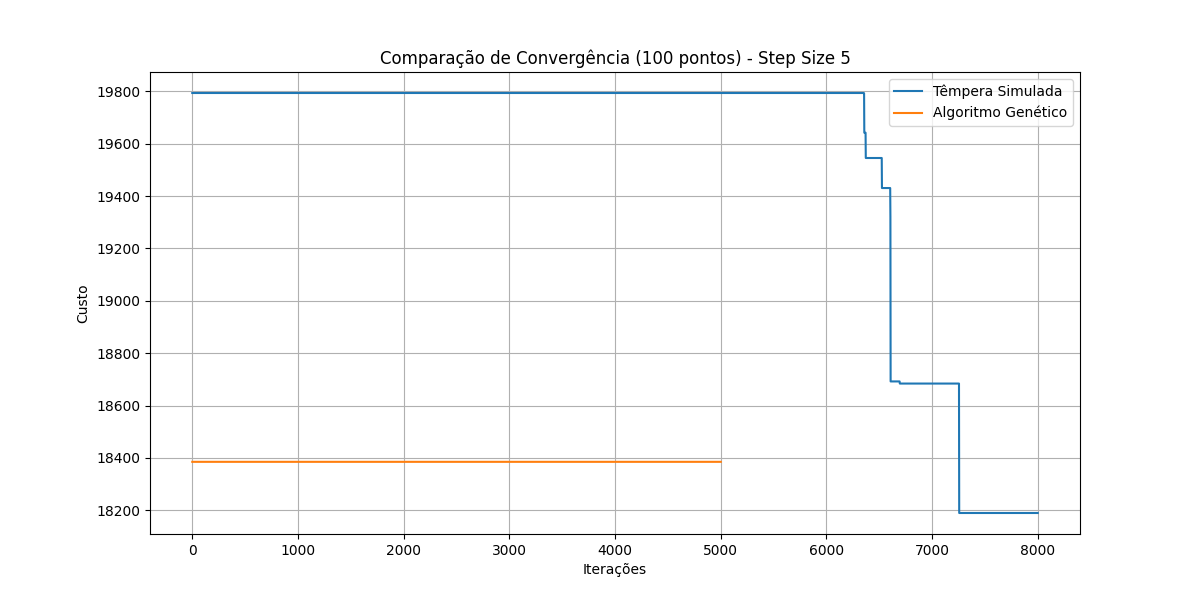 Comparação de Convergência (100 pontos) - Step Size 5
Têmpera Simulada
Algoritmo Genético
Custo
19800
19600
19400
19200
19000
18800
18600
18400
18200
0 1000 2000 3000 4000 5000 6000 7000 8000
Iterações